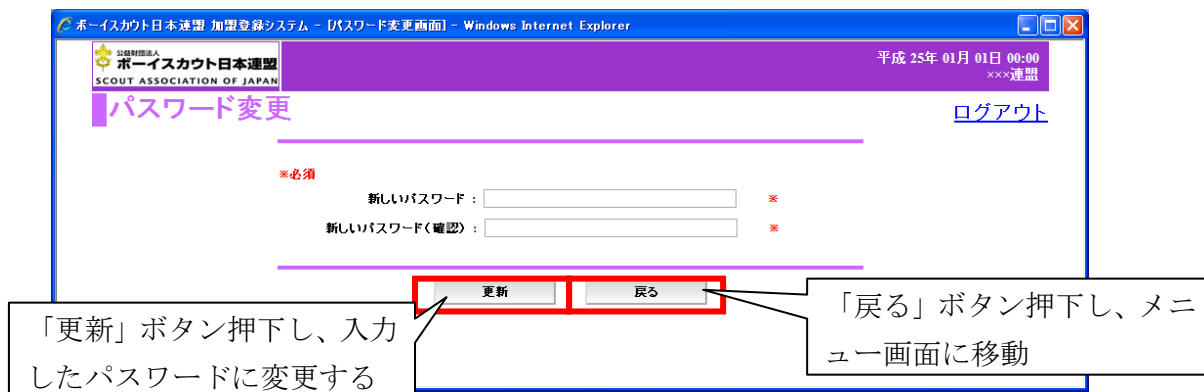 ボーイスカウト日本連盟 加盟登録システム - [パスワード変更画面] - Windows Internet Explorer
公益財団法人
ボーイスカウト日本連盟
SCOUT ASSOCIATION OF JAPAN
平成 25年 01月 01日 00:00
×××連盟
パスワード変更
ログアウト
※必須
新しいパスワード : ※
新しいパスワード(確認) : ※
更新 戻る
「更新」ボタン押下し、入力
したパスワードに変更する
「戻る」ボタン押下し、メニ
ュー画面に移動